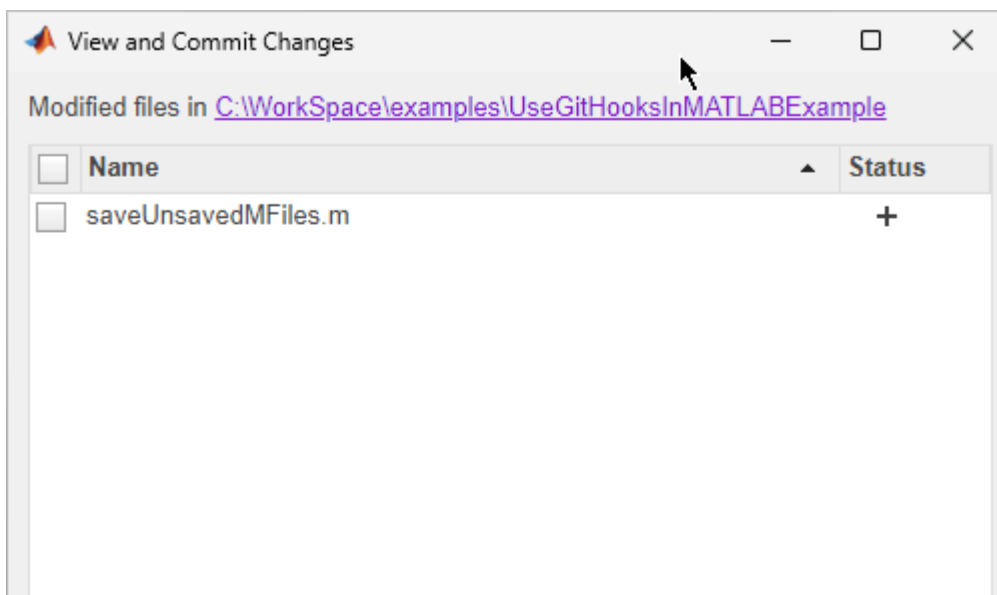 View and Commit Changes
Modified files in C:\WorkSpace\examples\UseGitHooksInMATLABExample
Name Status
saveUnsavedMFiles.m +